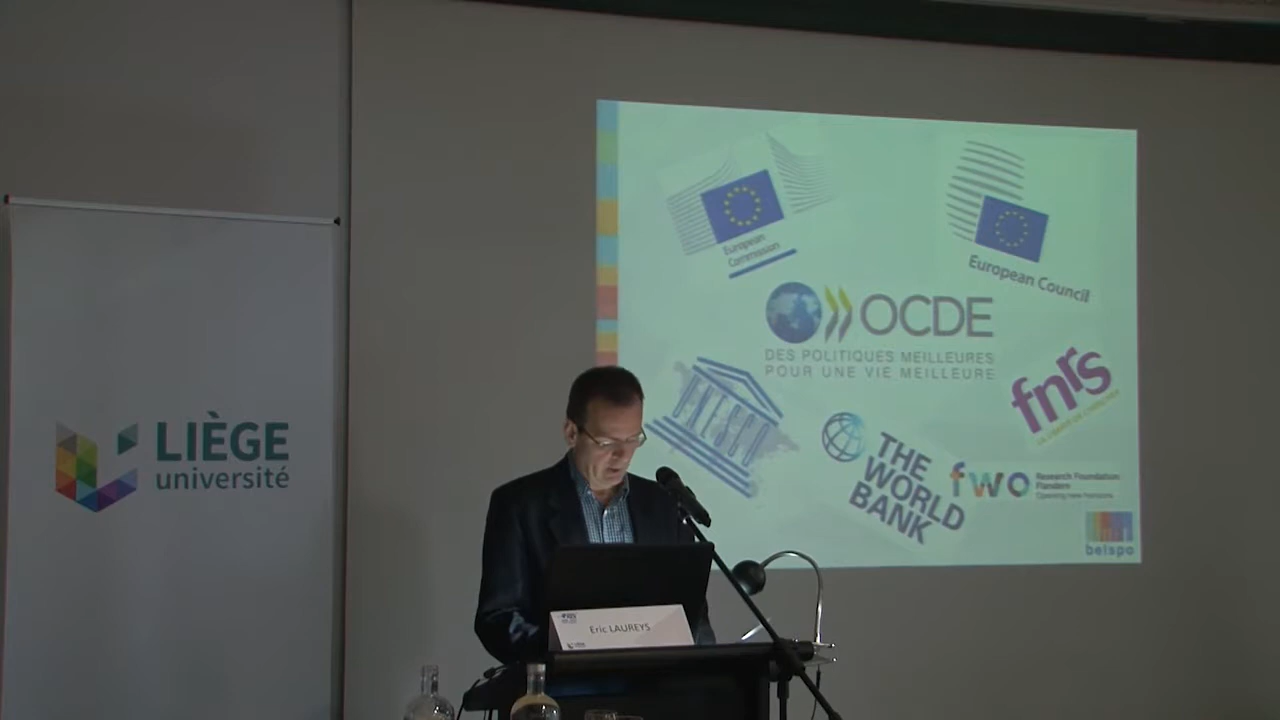 LIÈGE
université
European
Commission
European Council
OCDE
DES POLITIQUES MEILLEURES
POUR UNE VIE MEILLEURE
fnrs
UNESCO
THE
WORLD
BANK
fwo
Research Foundation
Flanders
Opening new horizons
belspo
Eric LAUREYS